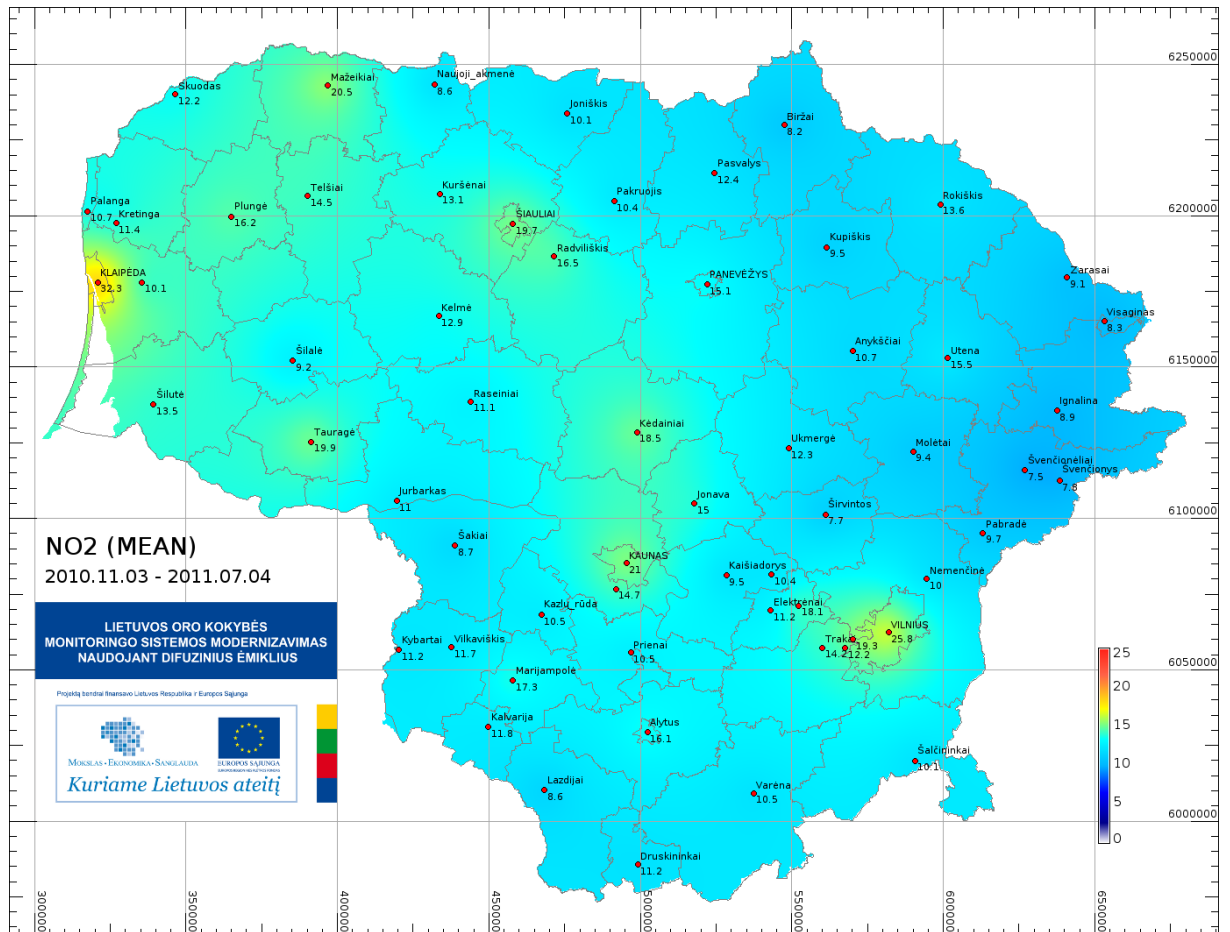 6250000
Mažeikiai
20.5
Naujoji_akmenė
8.6
Skuodas
12.2
Joniškis
10.1
Biržai
8.2
Pasvalys
12.4
Telšiai
14.5
Kuršėnai
13.1
Pakruojis
10.4
Rokiškis
13.6
Palanga
10.7
Kretinga
11.4
Plungė
16.2
ŠIAULIAI
19.7
6200000
Kupiškis
9.5
Radviliškis
16.5
KLAIPĖDA
32.3
10.1
PANEVĖŽYS
15.1
Zarasai
9.1
Kelmė
12.9
Visaginas
8.3
Šilalė
9.2
Anykščiai
10.7
Utena
15.5
6150000
Šilutė
13.5
Raseiniai
11.1
Ignalina
8.9
Tauragė
19.9
Kėdainiai
18.5
Ukmergė
12.3
Molėtai
9.4
Švenčionėliai
7.5
Švenčionys
7.8
Jurbarkas
11
Jonava
15
Širvintos
7.7
6100000
Pabradė
9.7
NO2 (MEAN)
2010.11.03 - 2011.07.04
Šakiai
8.7
KAUNAS
21
14.7
Kaišiadorys
9.5
10.4
Nemenčinė
10
LIETUVOS ORO KOKYBĖS
MONITORINGO SISTEMOS MODERNIZAVIMAS
NAUDOJANT DIFUZINIUS ĖMIKLIUS
Kazlų_rūda
10.5
Elektrėnai
11.2
18.1
VILNIUS
25.8
Kybartai
11.2
Vilkaviškis
11.7
Prienai
10.5
Trakai
14.2
12.2
19.3
6050000
Marijampolė
17.3
Projektą bendrai finansavo Lietuvos Respublika ir Europos Sąjunga
MOKSLAS • EKONOMIKA • SANGLAUDA
EUROPOS SĄJUNGA
Kuriame Lietuvos ateitį
Kalvarija
11.8
Alytus
16.1
Šalčininkai
10.1
Lazdijai
8.6
Varėna
10.5
25
20
15
10
5
0
6000000
Druskininkai
11.2
300000
350000
400000
450000
500000
550000
600000
650000